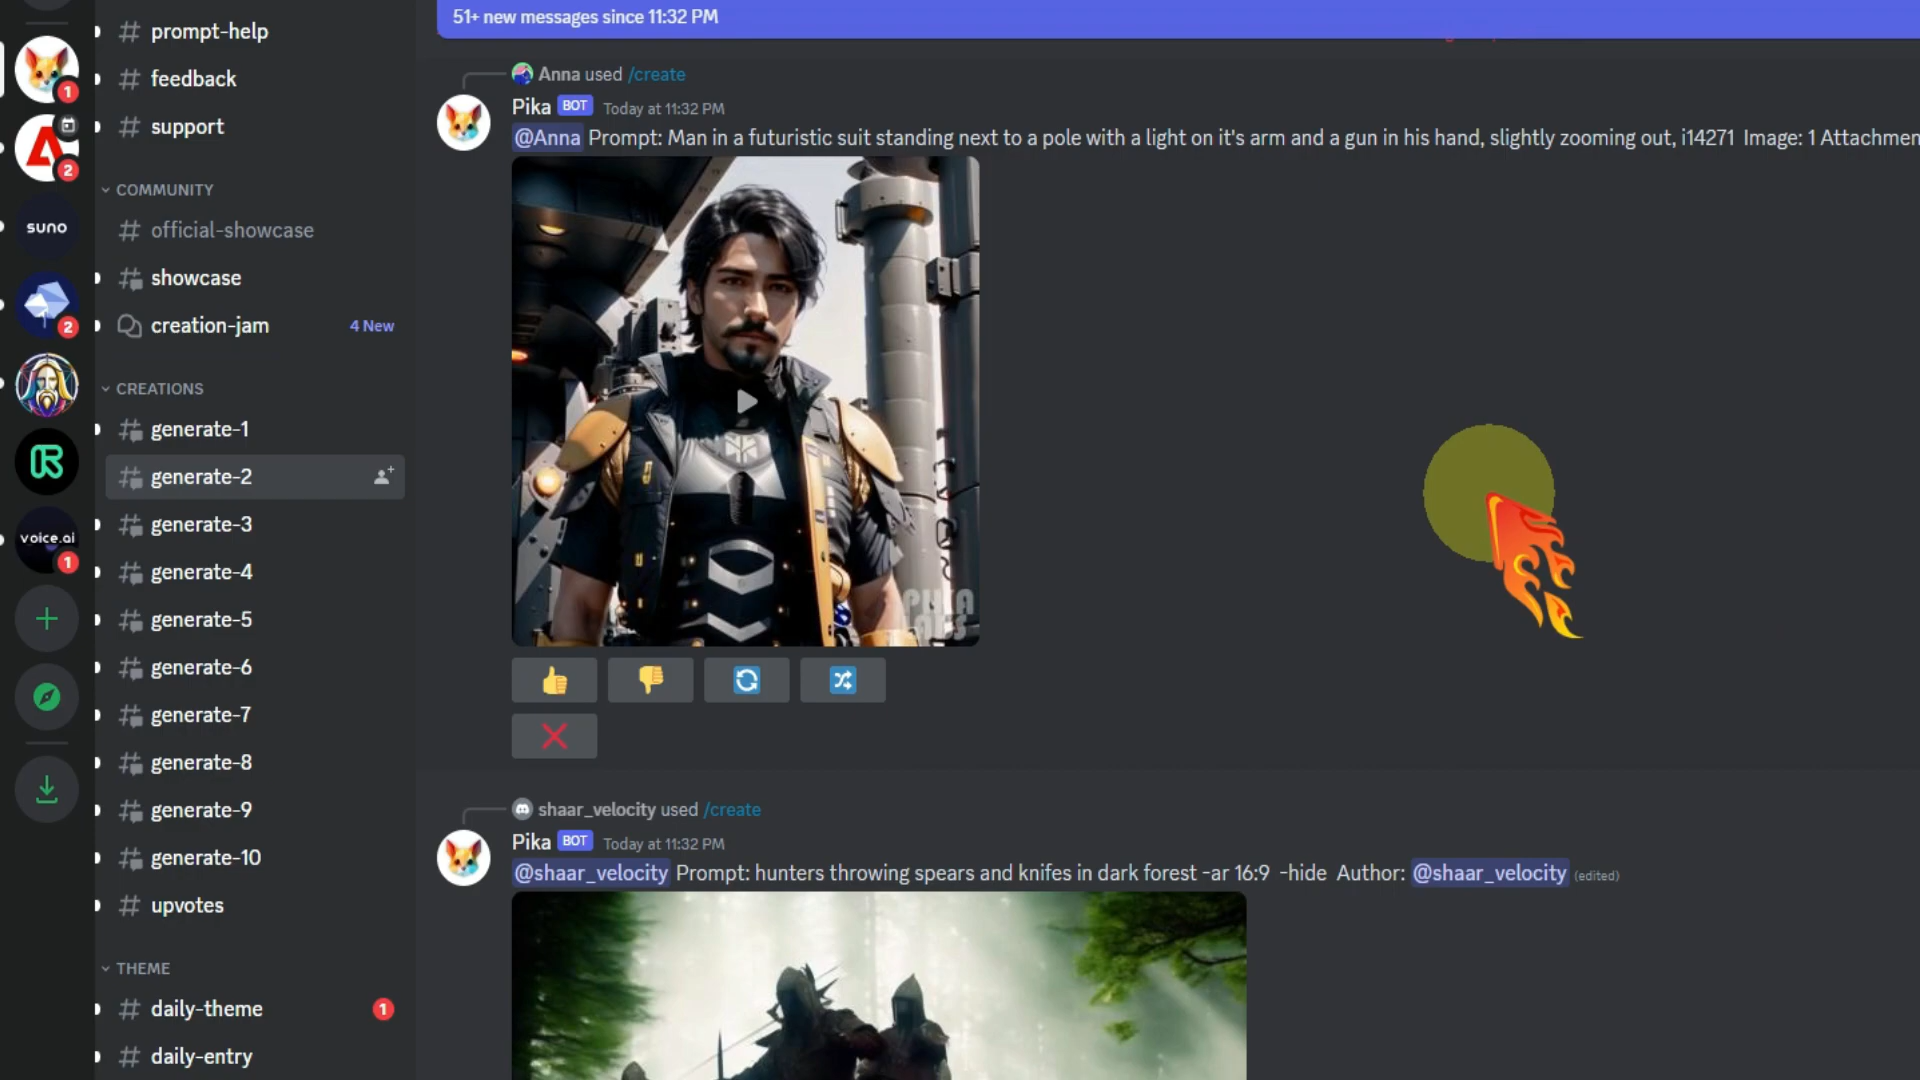 prompt-help
feedback
support
COMMUNITY
official-showcase
showcase
creation-jam 4 New
CREATIONS
generate-1
generate-2
generate-3
generate-4
generate-5
generate-6
generate-7
generate-8
generate-9
generate-10
upvotes
THEME
daily-theme 1
daily-entry
1
2
suno
2
voice.ai
1
51+ new messages since 11:32 PM
Anna used /create
Pika BOT Today at 11:32 PM
@Anna Prompt: Man in a futuristic suit standing next to a pole with a light on it's arm and a gun in his hand, slightly zooming out, i14271 Image: 1 Attachmen
PIKA
LABS
shaar_velocity used /create
Pika BOT Today at 11:32 PM
@shaar_velocity Prompt: hunters throwing spears and knifes in dark forest -ar 16:9 -hide Author: @shaar_velocity (edited)